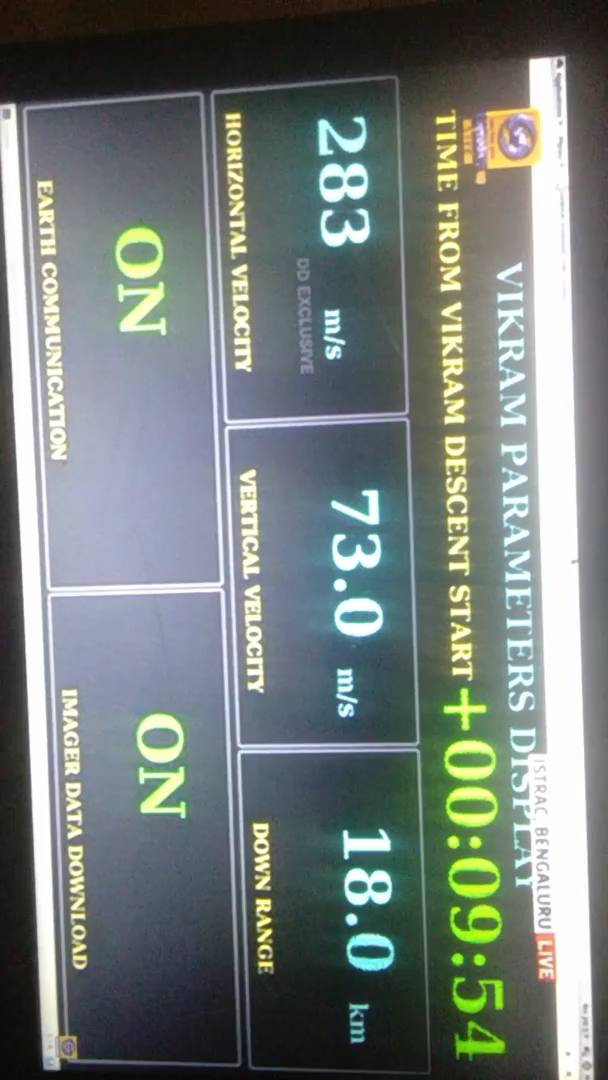 VIKRAM PARAMETERS DISPLAY
ISTRAC, BENGALURU LIVE
TIME FROM VIKRAM DESCENT START +00:09:54
283 m/s
DD EXCLUSIVE
HORIZONTAL VELOCITY
73.0 m/s
VERTICAL VELOCITY
18.0 km
DOWN RANGE
ON
EARTH COMMUNICATION
ON
IMAGER DATA DOWNLOAD